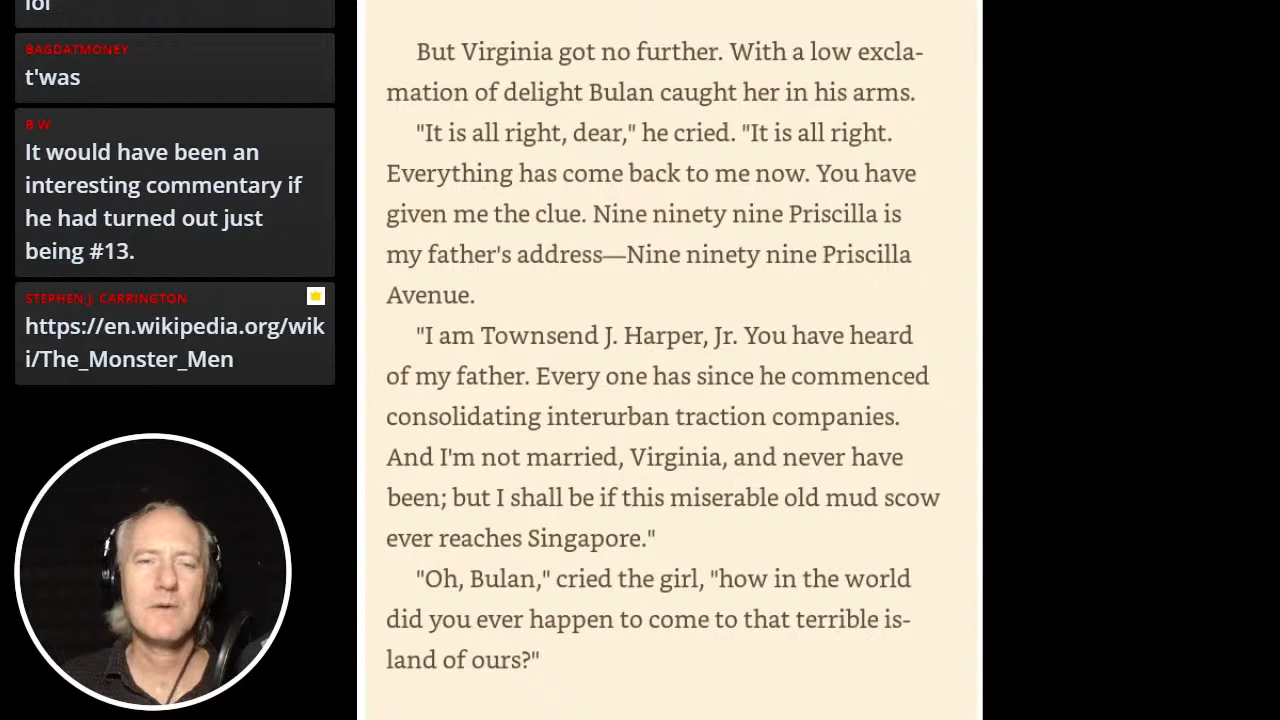 lol
BAGDATMONEY
t'was
B W
It would have been an
interesting commentary if
he had turned out just
being #13.
STEPHEN J. CARRINGTON
https://en.wikipedia.org/wik
i/The_Monster_Men
But Virginia got no further. With a low excla-
mation of delight Bulan caught her in his arms.
"It is all right, dear," he cried. "It is all right.
Everything has come back to me now. You have
given me the clue. Nine ninety nine Priscilla is
my father's address—Nine ninety nine Priscilla
Avenue.
"I am Townsend J. Harper, Jr. You have heard
of my father. Every one has since he commenced
consolidating interurban traction companies.
And I'm not married, Virginia, and never have
been; but I shall be if this miserable old mud scow
ever reaches Singapore."
"Oh, Bulan," cried the girl, "how in the world
did you ever happen to come to that terrible is-
land of ours?"